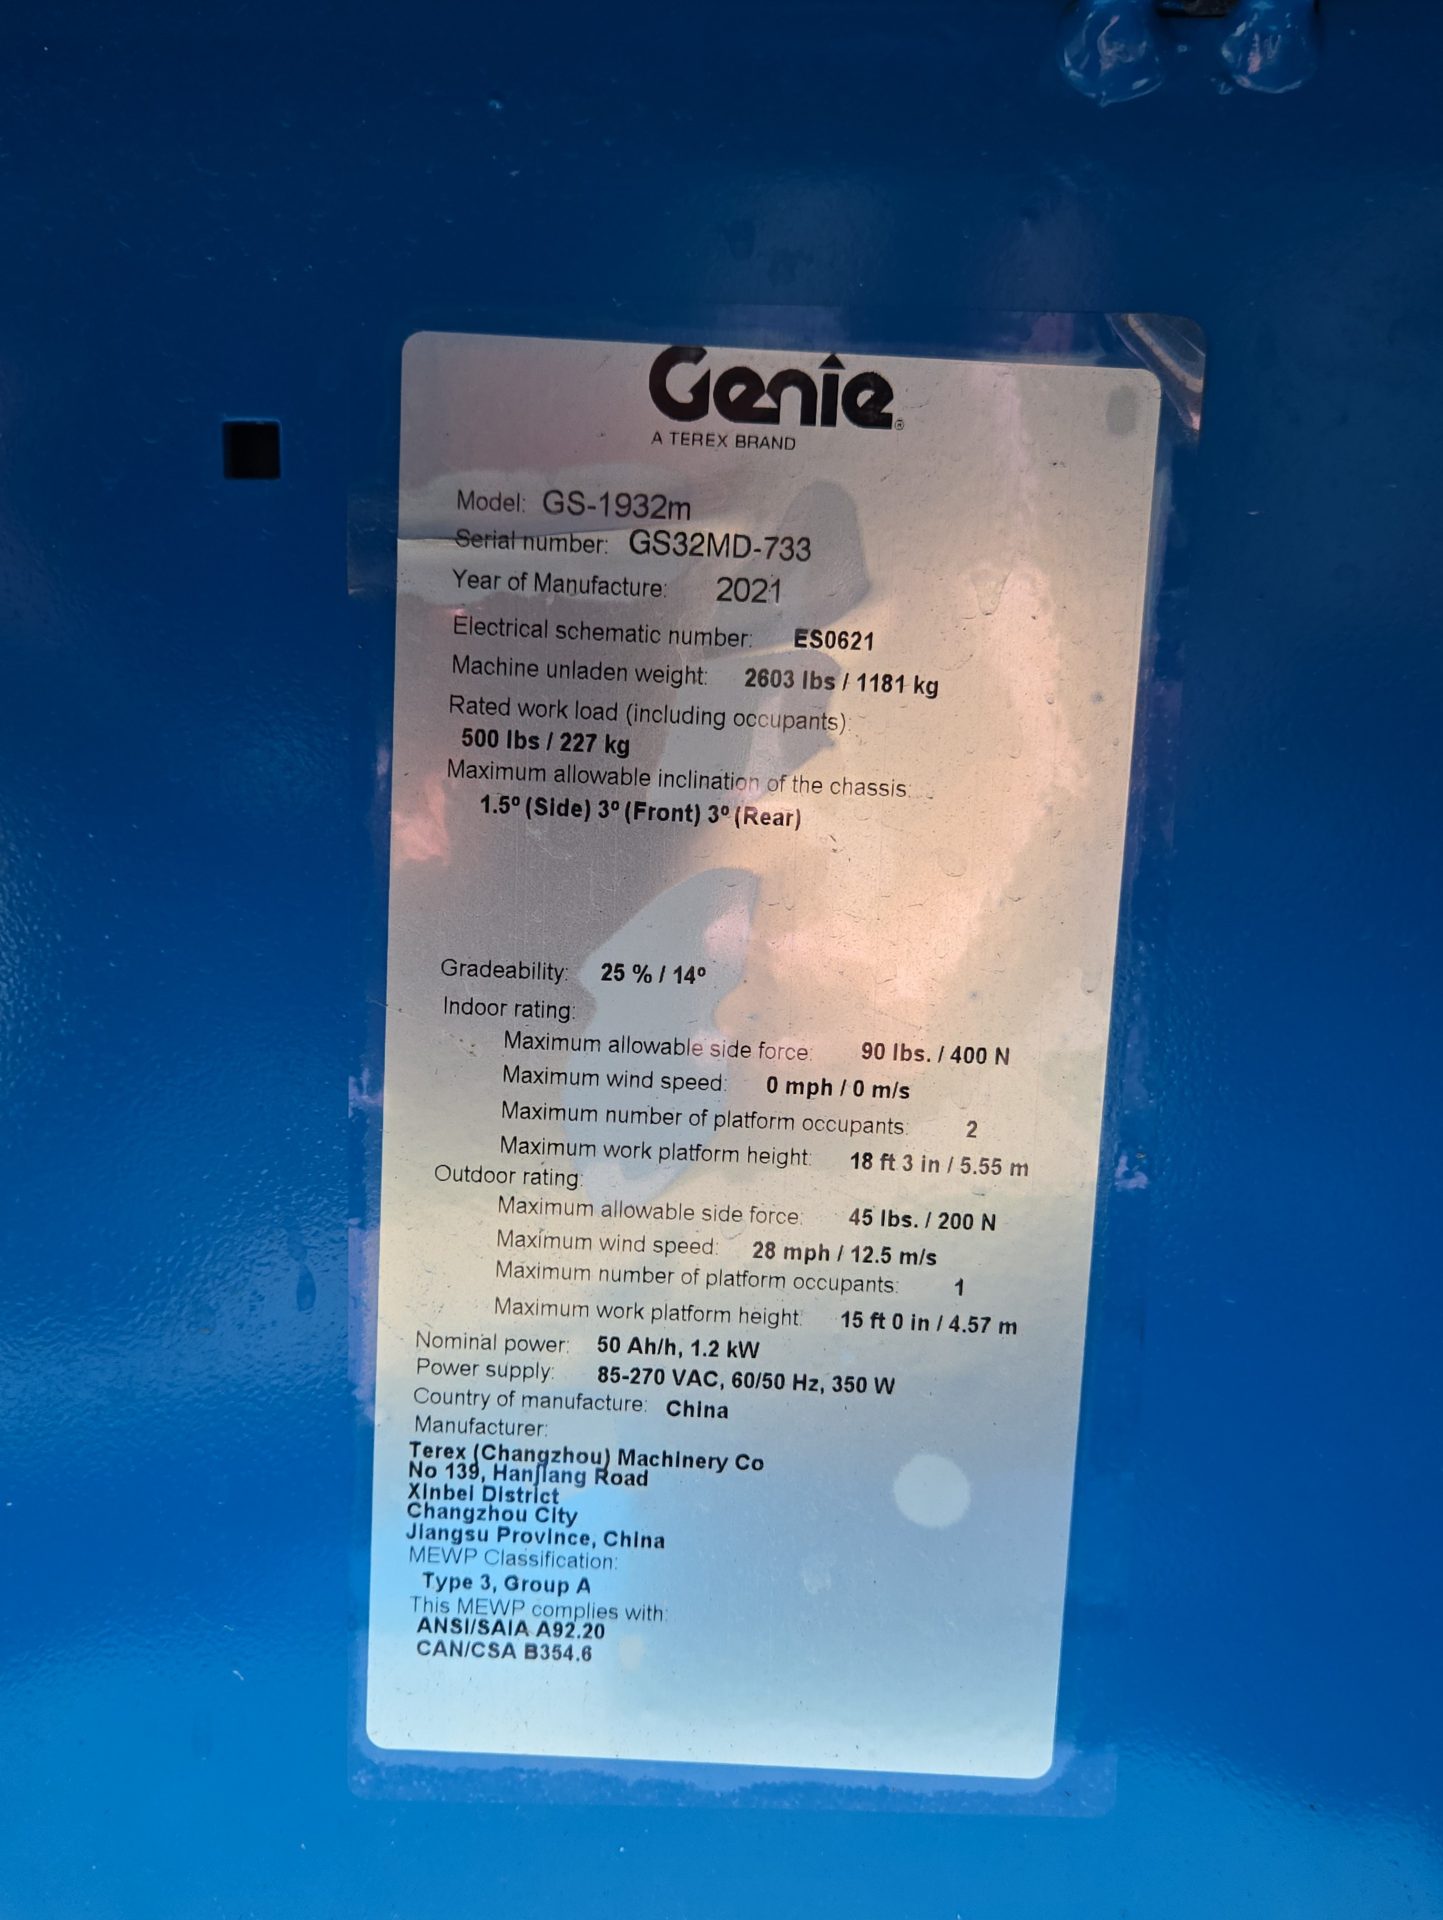 Genie®
A TEREX BRAND
Model: GS-1932m
Serial number: GS32MD-733
Year of Manufacture: 2021
Electrical schematic number: ES0621
Machine unladen weight: 2603 lbs / 1181 kg
Rated work load (including occupants):
500 lbs / 227 kg
Maximum allowable inclination of the chassis:
1.5º (Side) 3º (Front) 3º (Rear)
Gradeability: 25 % / 14º
Indoor rating:
Maximum allowable side force: 90 lbs. / 400 N
Maximum wind speed: 0 mph / 0 m/s
Maximum number of platform occupants: 2
Maximum work platform height: 18 ft 3 in / 5.55 m
Outdoor rating:
Maximum allowable side force: 45 lbs. / 200 N
Maximum wind speed: 28 mph / 12.5 m/s
Maximum number of platform occupants: 1
Maximum work platform height: 15 ft 0 in / 4.57 m
Nominal power: 50 Ah/h, 1.2 kW
Power supply: 85-270 VAC, 60/50 Hz, 350 W
Country of manufacture: China
Manufacturer:
Terex (Changzhou) Machinery Co
No 139, Hanjiang Road
Xinbei District
Changzhou City
Jiangsu Province, China
MEWP Classification:
Type 3, Group A
This MEWP complies with:
ANSI/SAIA A92.20
CAN/CSA B354.6